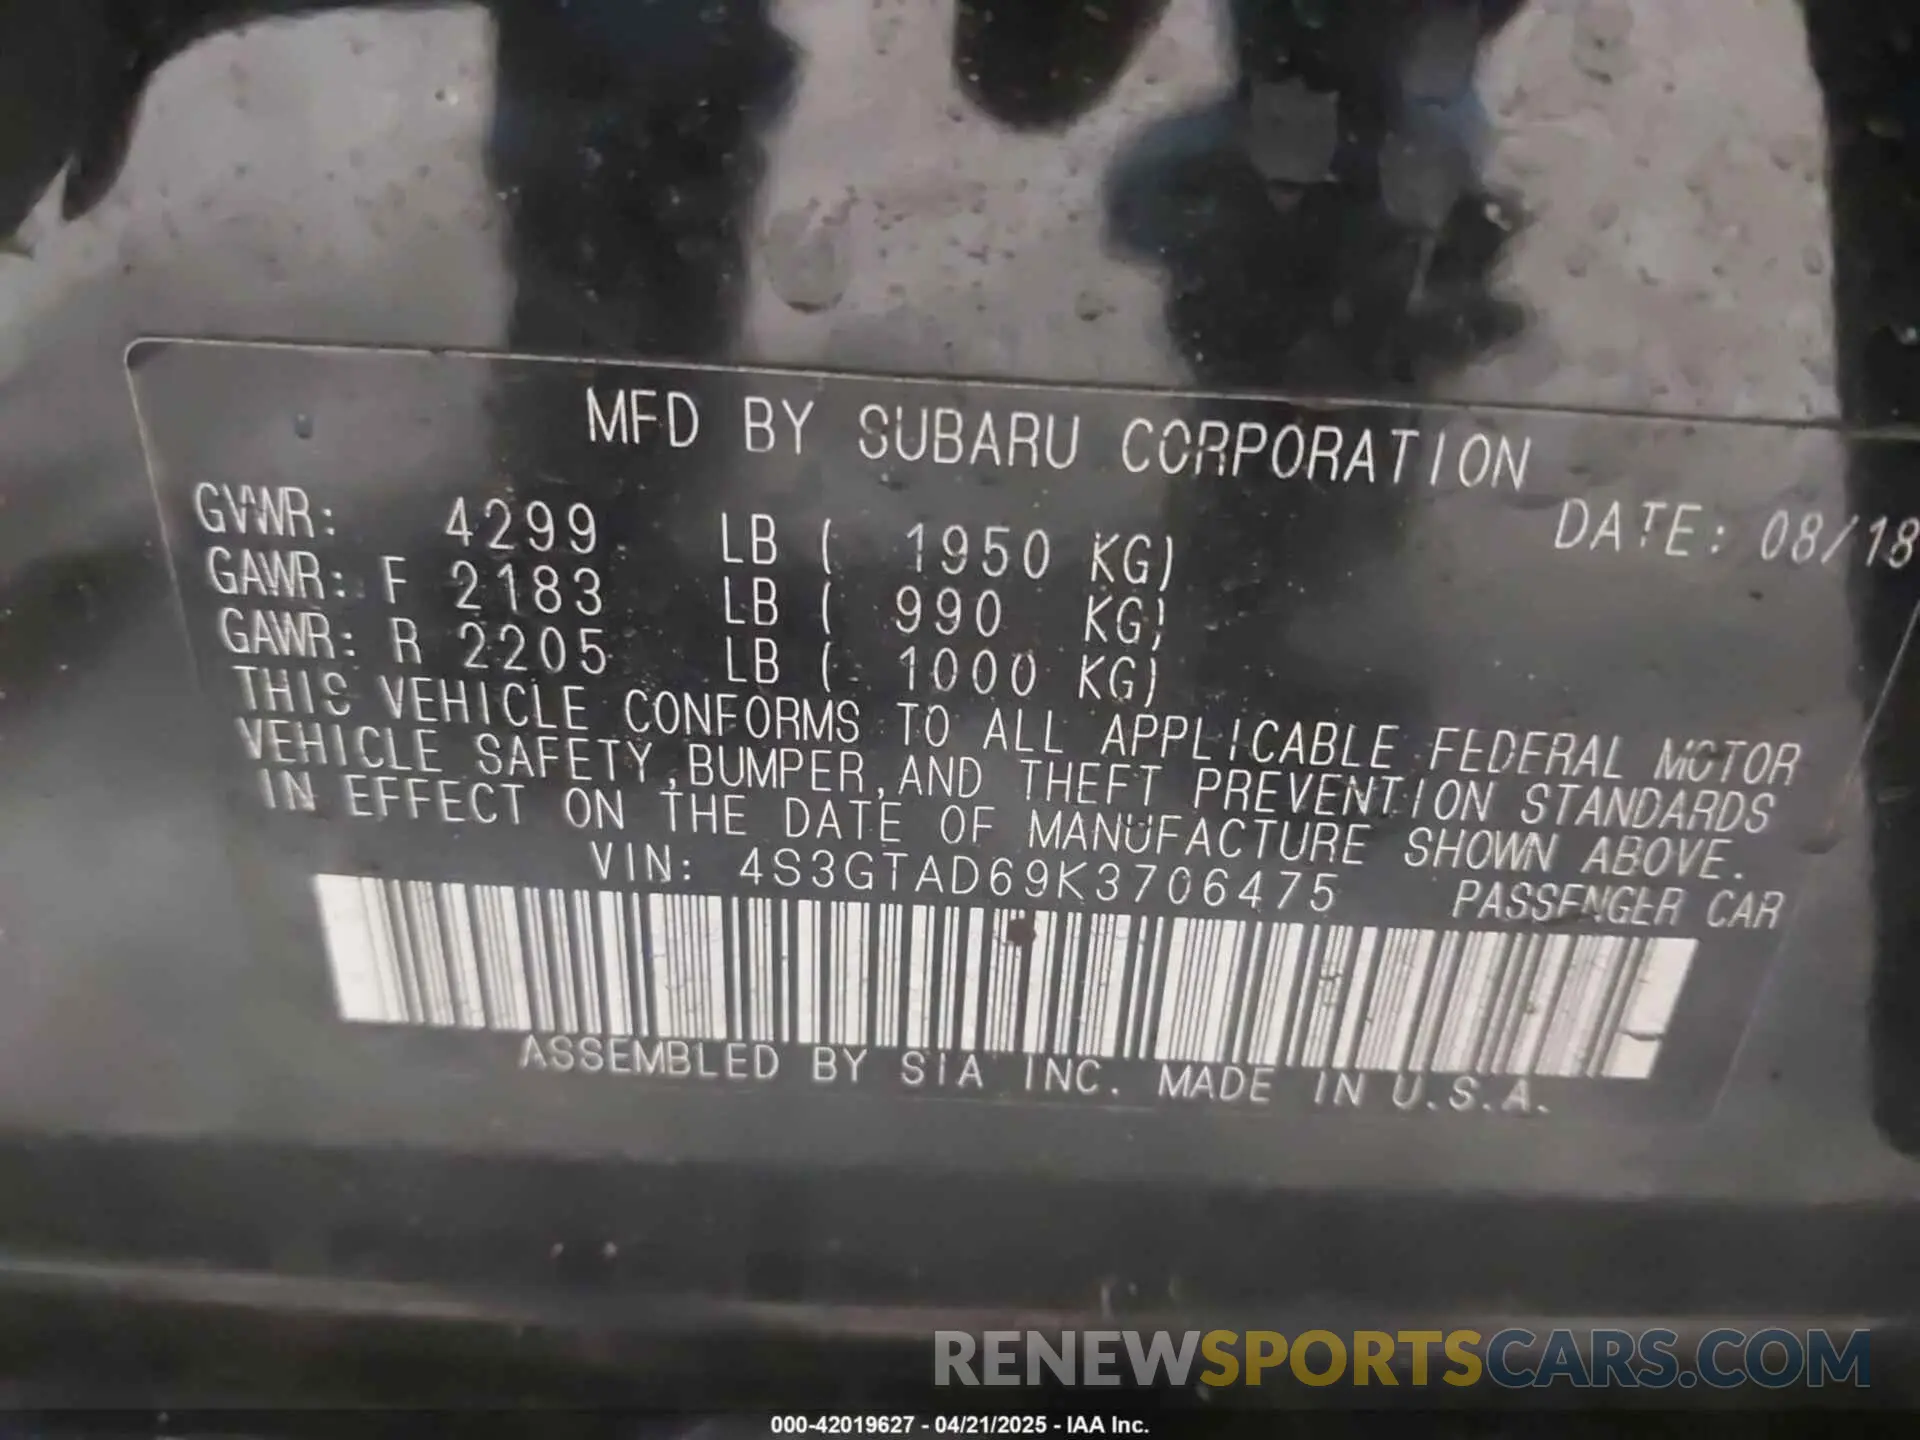 MFD BY SUBARU CORPORATION
DATE: 08/18
GVWR: 4299 LB ( 1950 KG)
GAWR: F 2183 LB ( 990 KG)
GAWR: R 2205 LB ( 1000 KG)
THIS VEHICLE CONFORMS TO ALL APPLICABLE FEDERAL MOTOR
VEHICLE SAFETY,BUMPER,AND THEFT PREVENTION STANDARDS
IN EFFECT ON THE DATE OF MANUFACTURE SHOWN ABOVE.
VIN: 4S3GTAD69K3706475 PASSENGER CAR
ASSEMBLED BY SIA INC. MADE IN U.S.A.
RENEWSPORTSCARS.COM
000-42019627 - 04/21/2025 - IAA Inc.